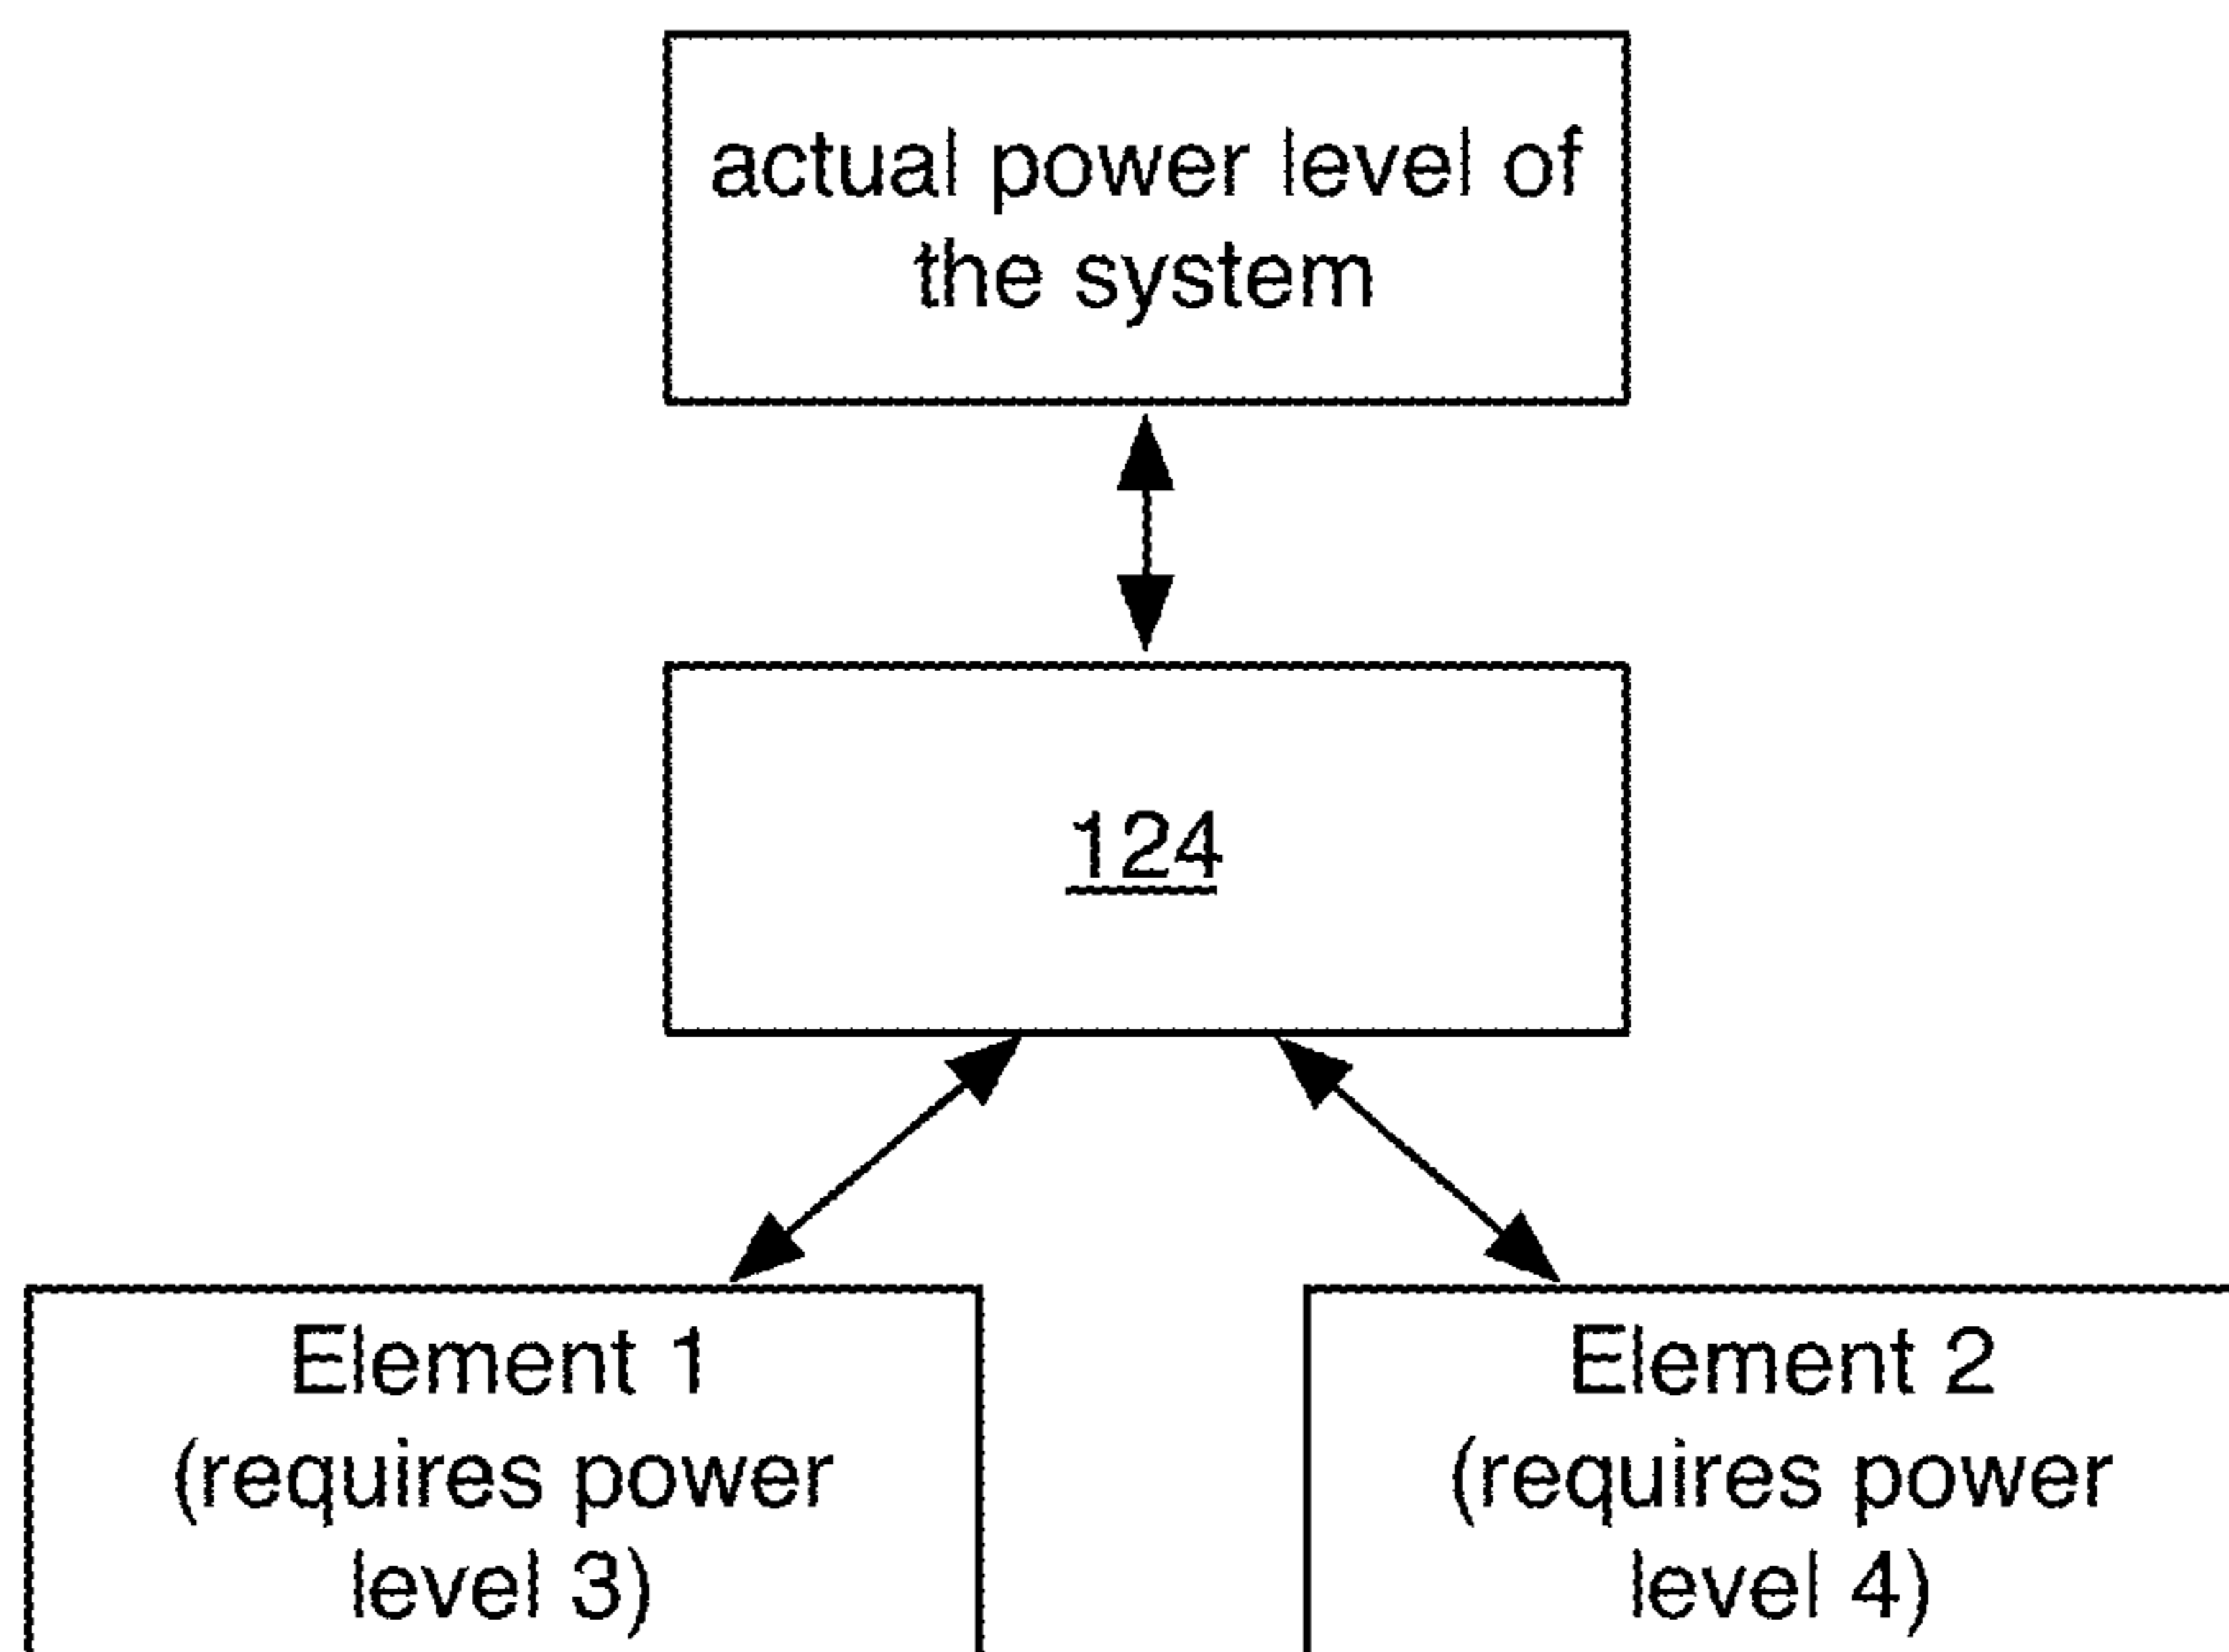 actual power level of
the system
124
Element 1
(requires power
level 3)
Element 2
(requires power
level 4)